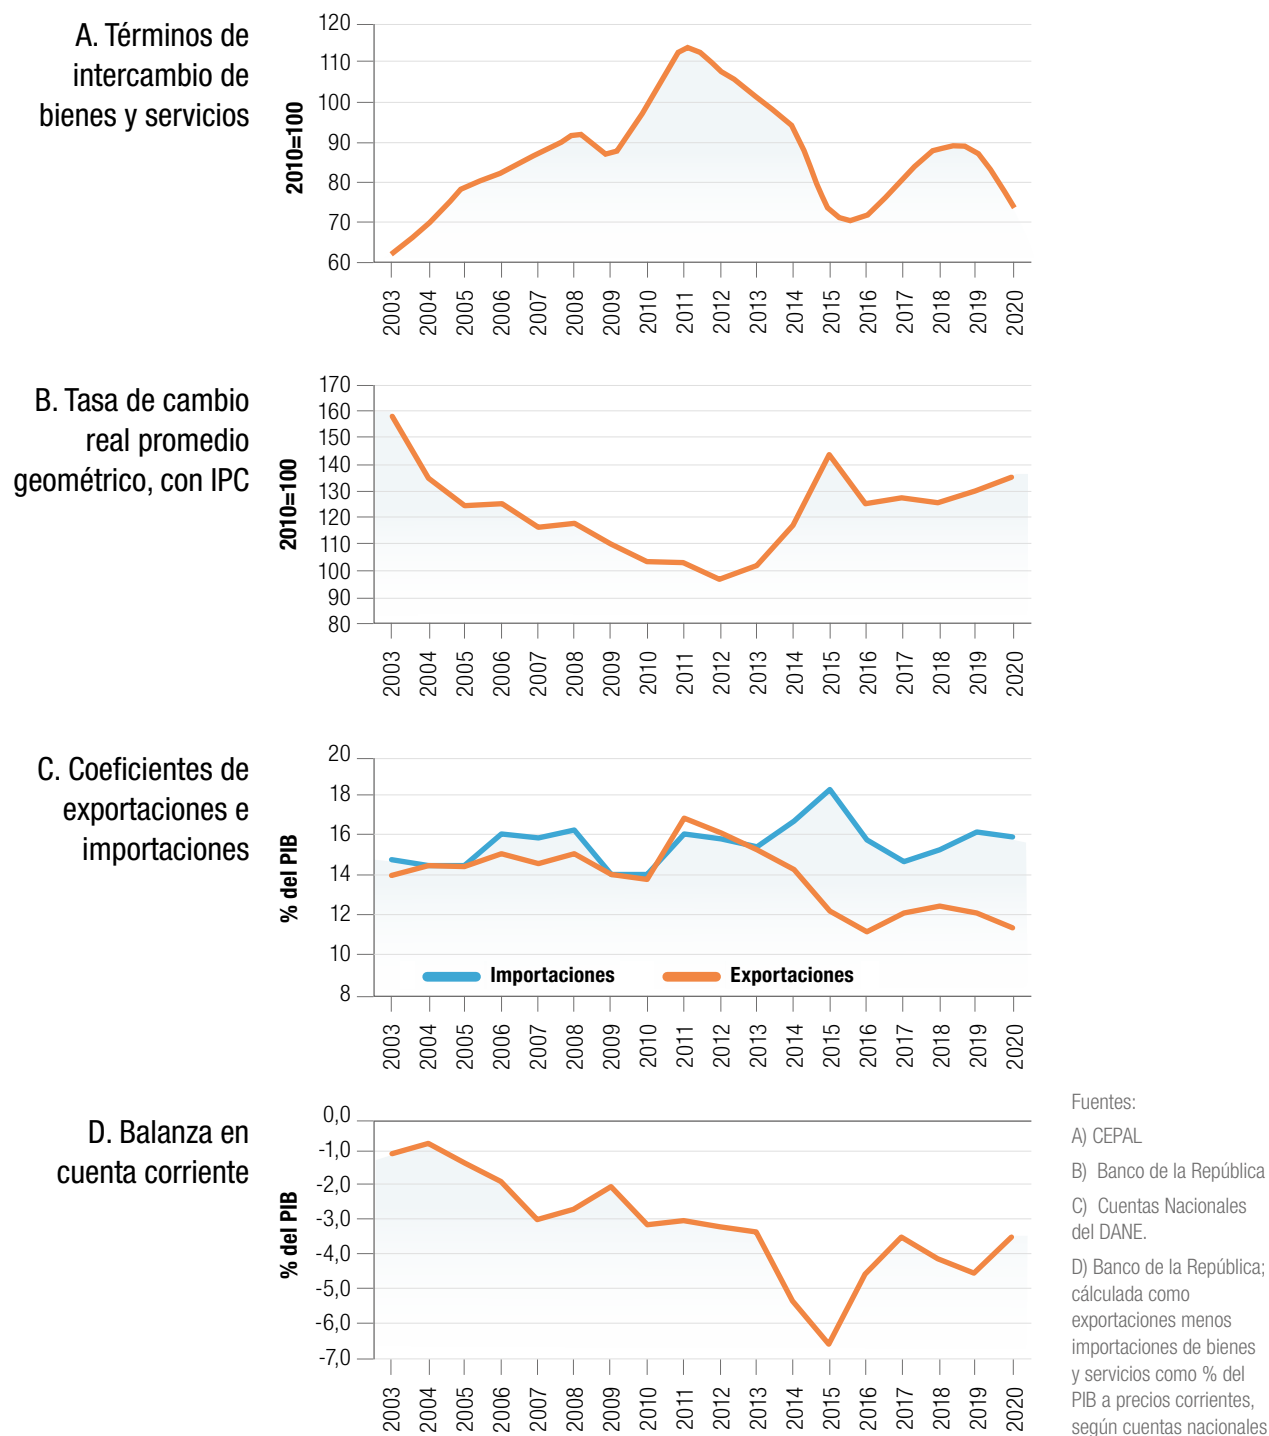 A. Términos de
intercambio de
bienes y servicios
2010=100
120
110
100
90
80
70
60
2003 2004 2005 2006 2007 2008 2009 2010 2011 2012 2013 2014 2015 2016 2017 2018 2019 2020
B. Tasa de cambio
real promedio
geométrico, con IPC
2010=100
170
160
150
140
130
120
110
100
90
80
2003 2004 2005 2006 2007 2008 2009 2010 2011 2012 2013 2014 2015 2016 2017 2018 2019 2020
C. Coeficientes de
exportaciones e
importaciones
% del PIB
20
18
16
14
12
10
8
Importaciones Exportaciones
2003 2004 2005 2006 2007 2008 2009 2010 2011 2012 2013 2014 2015 2016 2017 2018 2019 2020
D. Balanza en
cuenta corriente
% del PIB
0,0
-1,0
-2,0
-3,0
-4,0
-5,0
-6,0
-7,0
2003 2004 2005 2006 2007 2008 2009 2010 2011 2012 2013 2014 2015 2016 2017 2018 2019 2020
Fuentes:
A) CEPAL
B) Banco de la República
C) Cuentas Nacionales
del DANE.
D) Banco de la República;
cálculada como
exportaciones menos
importaciones de bienes
y servicios como % del
PIB a precios corrientes,
según cuentas nacionales